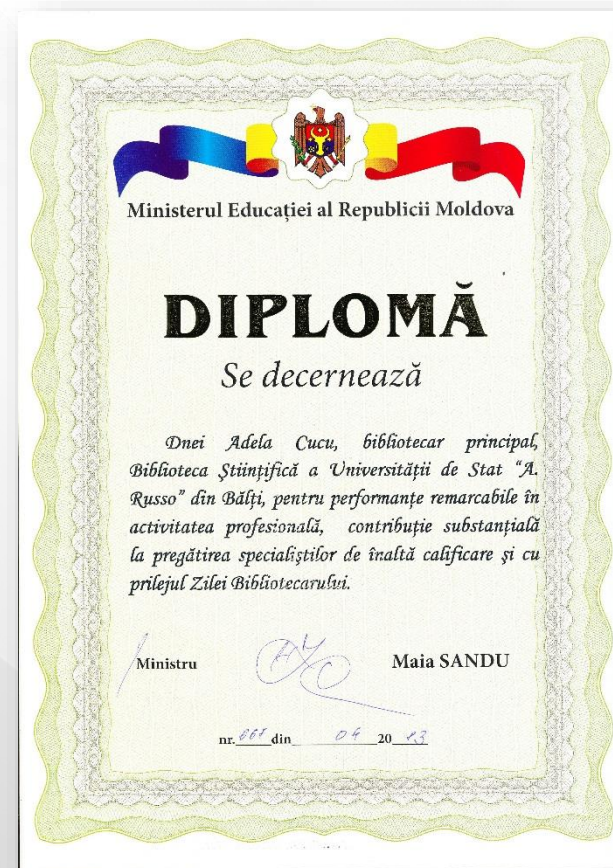 Ministerul Educației al Republicii Moldova
DIPLOMĂ
Se decernează
Dnei Adela Cucu, bibliotecar principal,
Biblioteca Științifică a Universității de Stat "A.
Russo" din Bălți, pentru performanțe remarcabile în
activitatea profesională, contribuție substanțială
la pregătirea specialiștilor de înaltă calificare și cu
prilejul Zilei Bibliotecarului.
Ministru Maia SANDU
nr. din 04 20 13